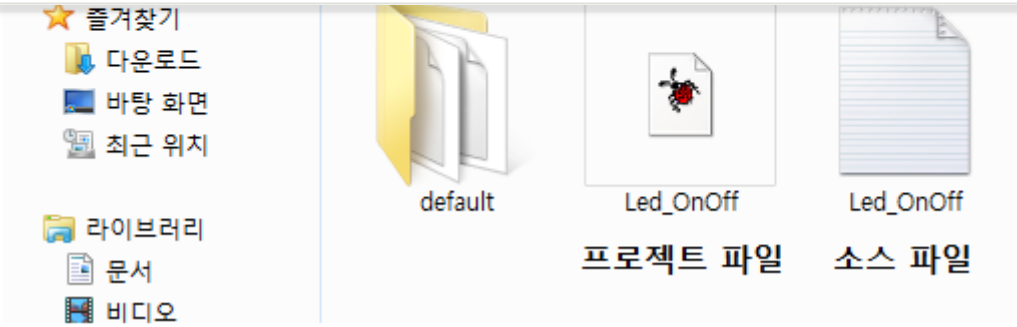 즐겨찾기
다운로드
바탕 화면
최근 위치
라이브러리
문서
비디오
default
Led_OnOff
Led_OnOff
프로젝트 파일
소스 파일